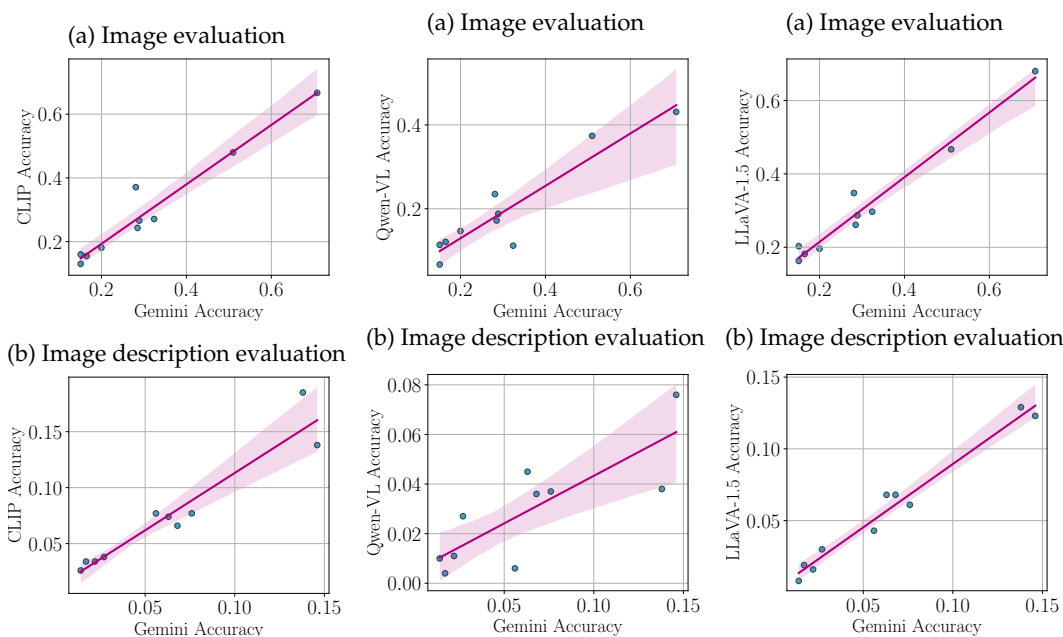 (a) Image evaluation
0.6
0.4
0.2
CLIP Accuracy
0.2 0.4 0.6
Gemini Accuracy
(a) Image evaluation
0.4
0.2
Qwen-VL Accuracy
0.2 0.4 0.6
Gemini Accuracy
(a) Image evaluation
0.6
0.4
0.2
LLaVA-1.5 Accuracy
0.2 0.4 0.6
Gemini Accuracy
(b) Image description evaluation
0.15
0.10
0.05
CLIP Accuracy
0.05 0.10 0.15
Gemini Accuracy
(b) Image description evaluation
0.08
0.06
0.04
0.02
0.00
Qwen-VL Accuracy
0.05 0.10 0.15
Gemini Accuracy
(b) Image description evaluation
0.15
0.10
0.05
LLaVA-1.5 Accuracy
0.05 0.10 0.15
Gemini Accuracy